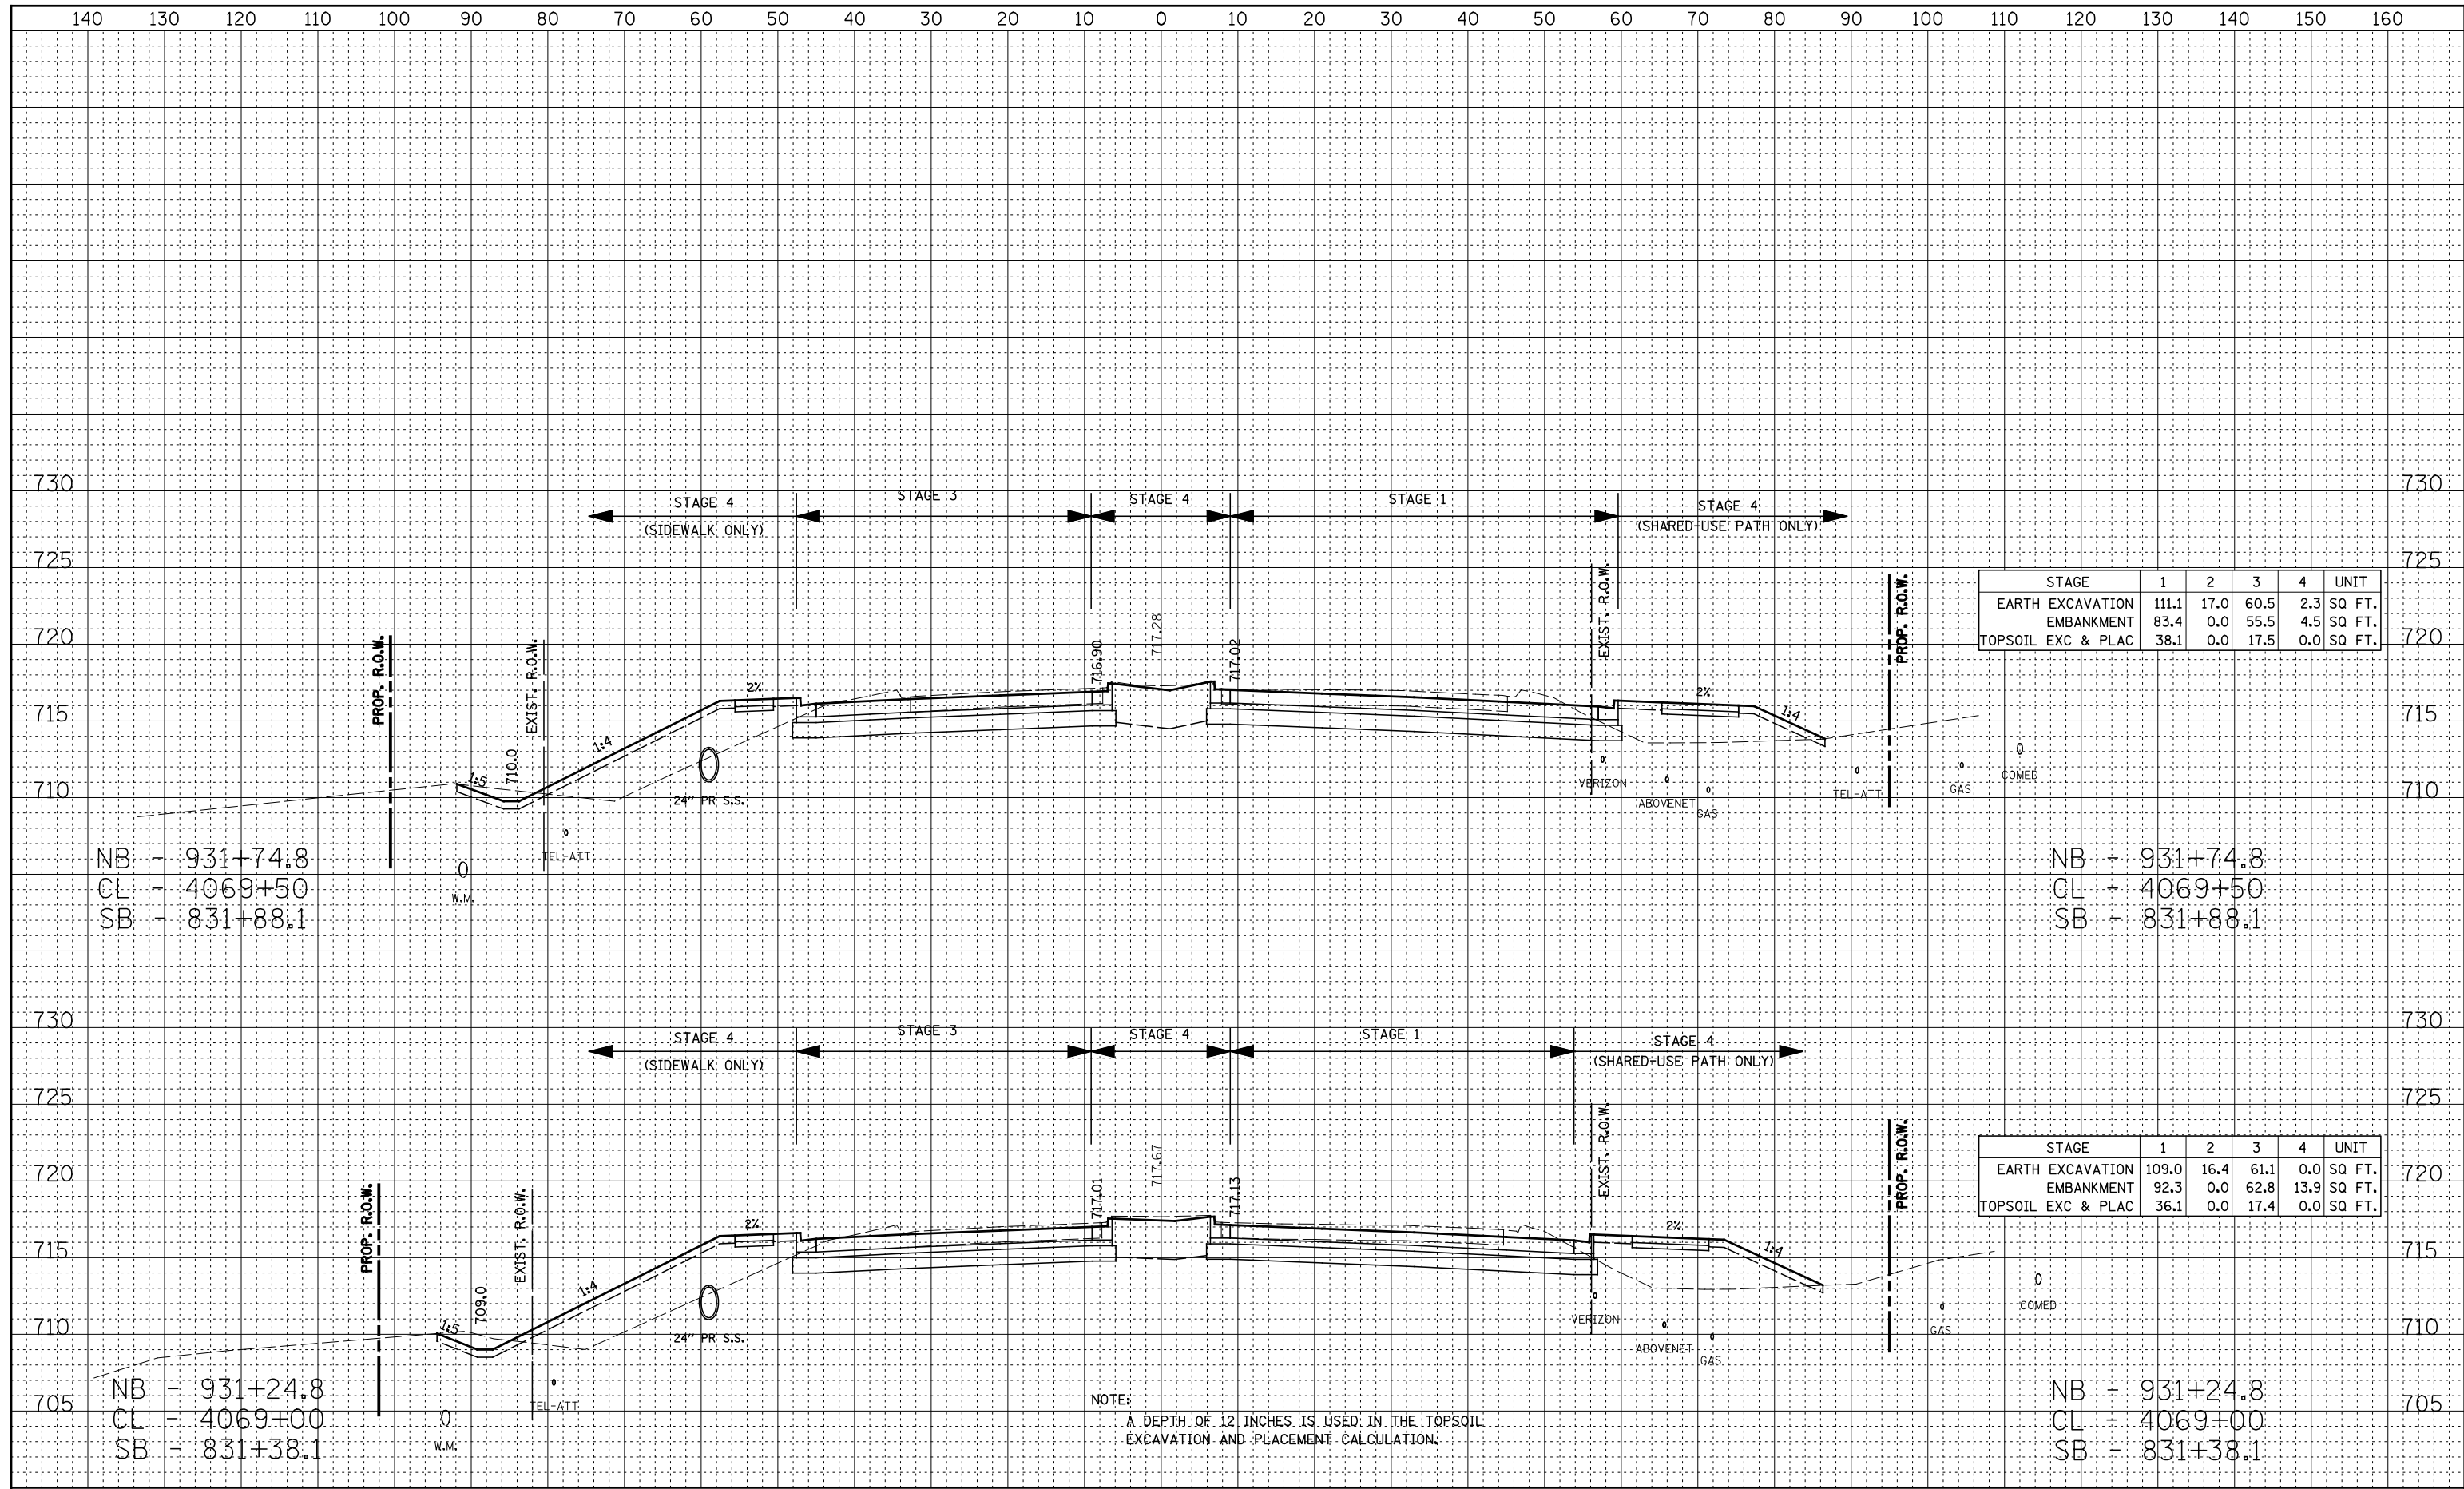 140 130 120 110 100 90 80 70 60 50 40 30 20 10 0 10 20 30 40 50 60 70 80 90 100 110 120 130 140 150 160
730 730
STAGE 4 STAGE 3 STAGE 4 STAGE 1 STAGE 4
(SIDEWALK ONLY) (SHARED-USE PATH ONLY)
725 725
EXIST. R.O.W.
PROP. R.O.W.
STAGE 1 2 3 4 UNIT
EARTH EXCAVATION 111.1 17.0 60.5 2.3 SQ FT.
EMBANKMENT 83.4 0.0 55.5 4.5 SQ FT.
TOPSOIL EXC & PLAC 38.1 0.0 17.5 0.0 SQ FT.
720 720
PROP. R.O.W.
EXIST. R.O.W.
716.90
717.28
717.02
2% 2%
715 715
1:4 1:4
710.0
1:5
710 710
24" PR S.S.
VERIZON
ABOVENET
GAS
TEL-ATT
GAS
COMED
TEL-ATT
W.M.
NB - 931+74.8 NB - 931+74.8
CL - 4069+50 CL - 4069+50
SB - 831+88.1 SB - 831+88.1
730 730
STAGE 4 STAGE 3 STAGE 4 STAGE 1 STAGE 4
(SIDEWALK ONLY) (SHARED-USE PATH ONLY)
725 725
EXIST. R.O.W.
PROP. R.O.W.
STAGE 1 2 3 4 UNIT
EARTH EXCAVATION 109.0 16.4 61.1 0.0 SQ FT.
EMBANKMENT 92.3 0.0 62.8 13.9 SQ FT.
TOPSOIL EXC & PLAC 36.1 0.0 17.4 0.0 SQ FT.
720 720
PROP. R.O.W.
EXIST. R.O.W.
717.01
717.67
717.13
2% 2%
715 715
1:4 1:4
709.0
1:5
710 710
24" PR S.S.
VERIZON
ABOVENET
GAS
GAS
COMED
TEL-ATT
W.M.
705 705
NB - 931+24.8 NB - 931+24.8
CL - 4069+00 CL - 4069+00
SB - 831+38.1 SB - 831+38.1
NOTE:
A DEPTH OF 12 INCHES IS USED IN THE TOPSOIL
EXCAVATION AND PLACEMENT CALCULATION.